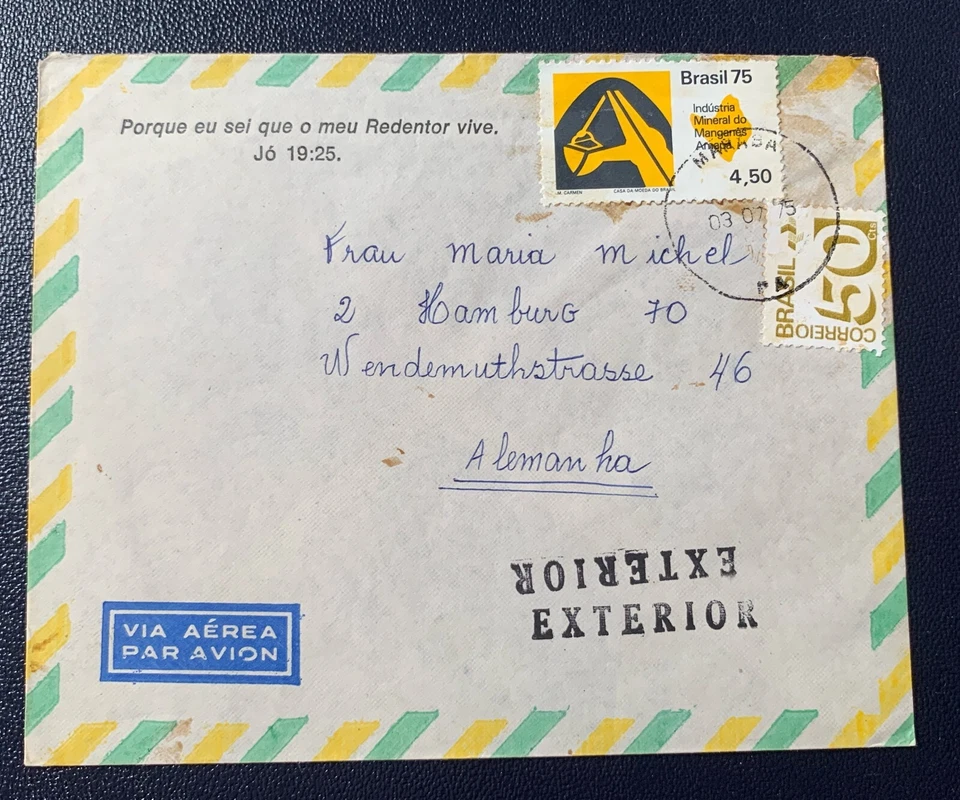 Porque eu sei que o meu Redentor vive.
Jó 19:25.
Brasil 75
Indústria
Mineral do
Manganês
Amapá
4,50
M. CARMEN
CASA DA MOEDA DO BRASIL
03 07 75
BRASIL
50
Cts
CORREIO
Frau Maria Michel
2 Hamburg 70
Wendemuthstrasse 46
Alemanha
EXTERIOR
EXTERIOR
VIA AÉREA
PAR AVION